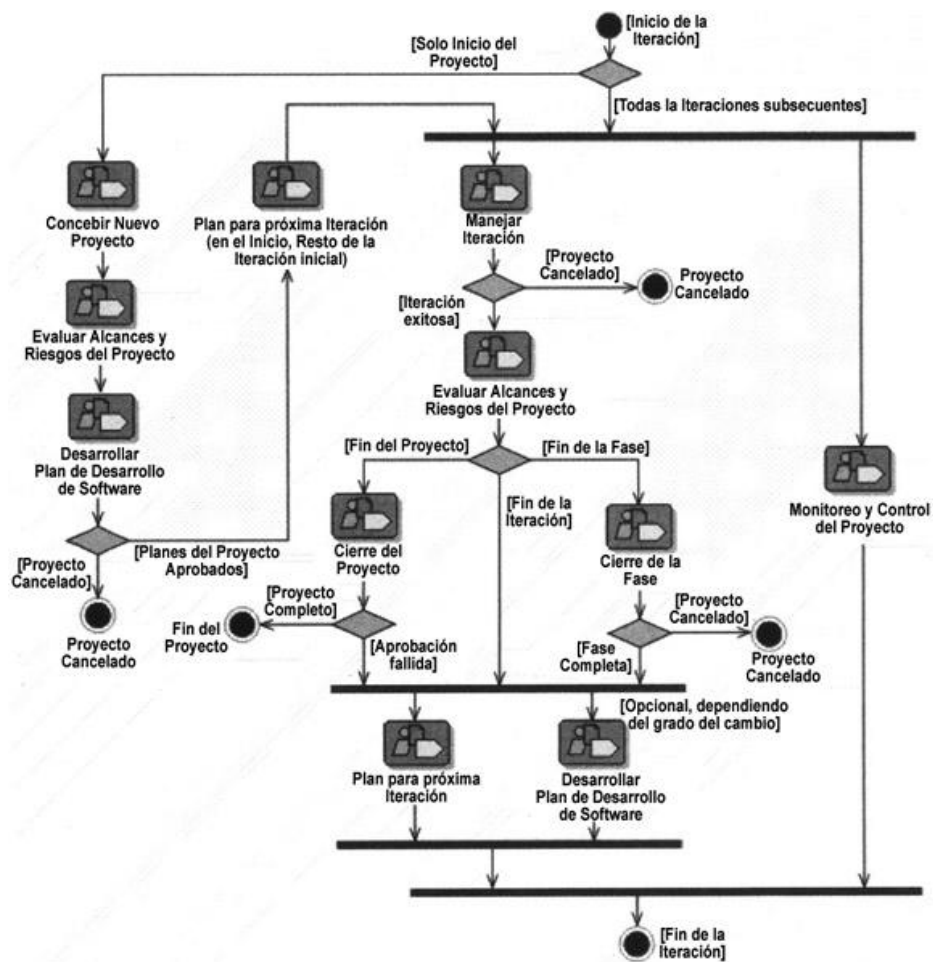 [Inicio de la
Iteración]
[Solo Inicio del
Proyecto]
[Todas la Iteraciones subsecuentes]
Concebir Nuevo
Proyecto
Plan para próxima Iteración
(en el Inicio, Resto de la
Iteración inicial)
Manejar
Iteración
[Proyecto
Cancelado]
Proyecto
Cancelado
[Iteración
exitosa]
Evaluar Alcances y
Riesgos del Proyecto
Evaluar Alcances y
Riesgos del Proyecto
Desarrollar
Plan de Desarrollo
de Software
[Fin del Proyecto]
[Fin de la Fase]
[Fin de la
Iteración]
Monitoreo y Control
del Proyecto
[Planes del Proyecto
Aprobados]
[Proyecto
Cancelado]
Proyecto
Cancelado
Cierre del
Proyecto
Cierre de la
Fase
[Proyecto
Completo]
Fin del
Proyecto
[Aprobación
fallida]
[Proyecto
Cancelado]
Proyecto
Cancelado
[Fase
Completa]
[Opcional, dependiendo
del grado del cambio]
Plan para próxima
Iteración
Desarrollar
Plan de Desarrollo
de Software
[Fin de la
Iteración]